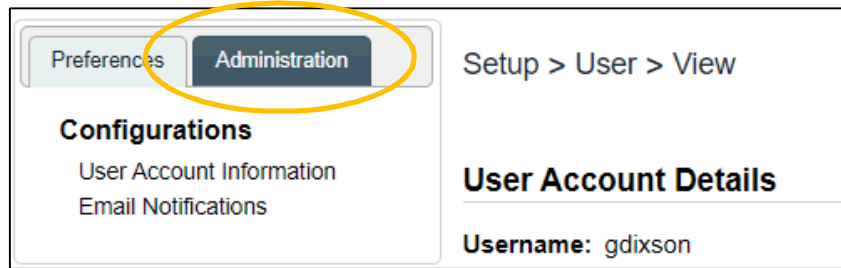 Preferences
Administration
Configurations
User Account Information
Email Notifications
Setup > User > View
User Account Details
Username: gdixson